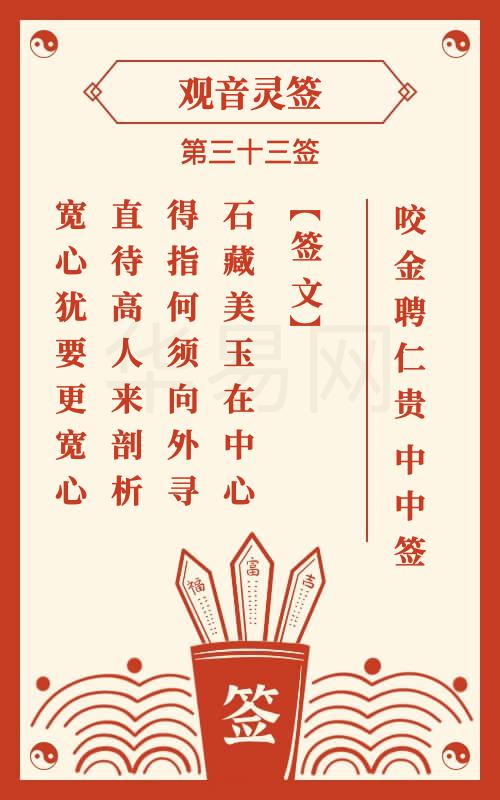 观音灵签
第三十三签
咬金聘仁贵 中中签
【签文】
石藏美玉在中心
得指何须向外寻
直待高人来剖析
宽心犹要更宽心
华易网
福
富
吉
签